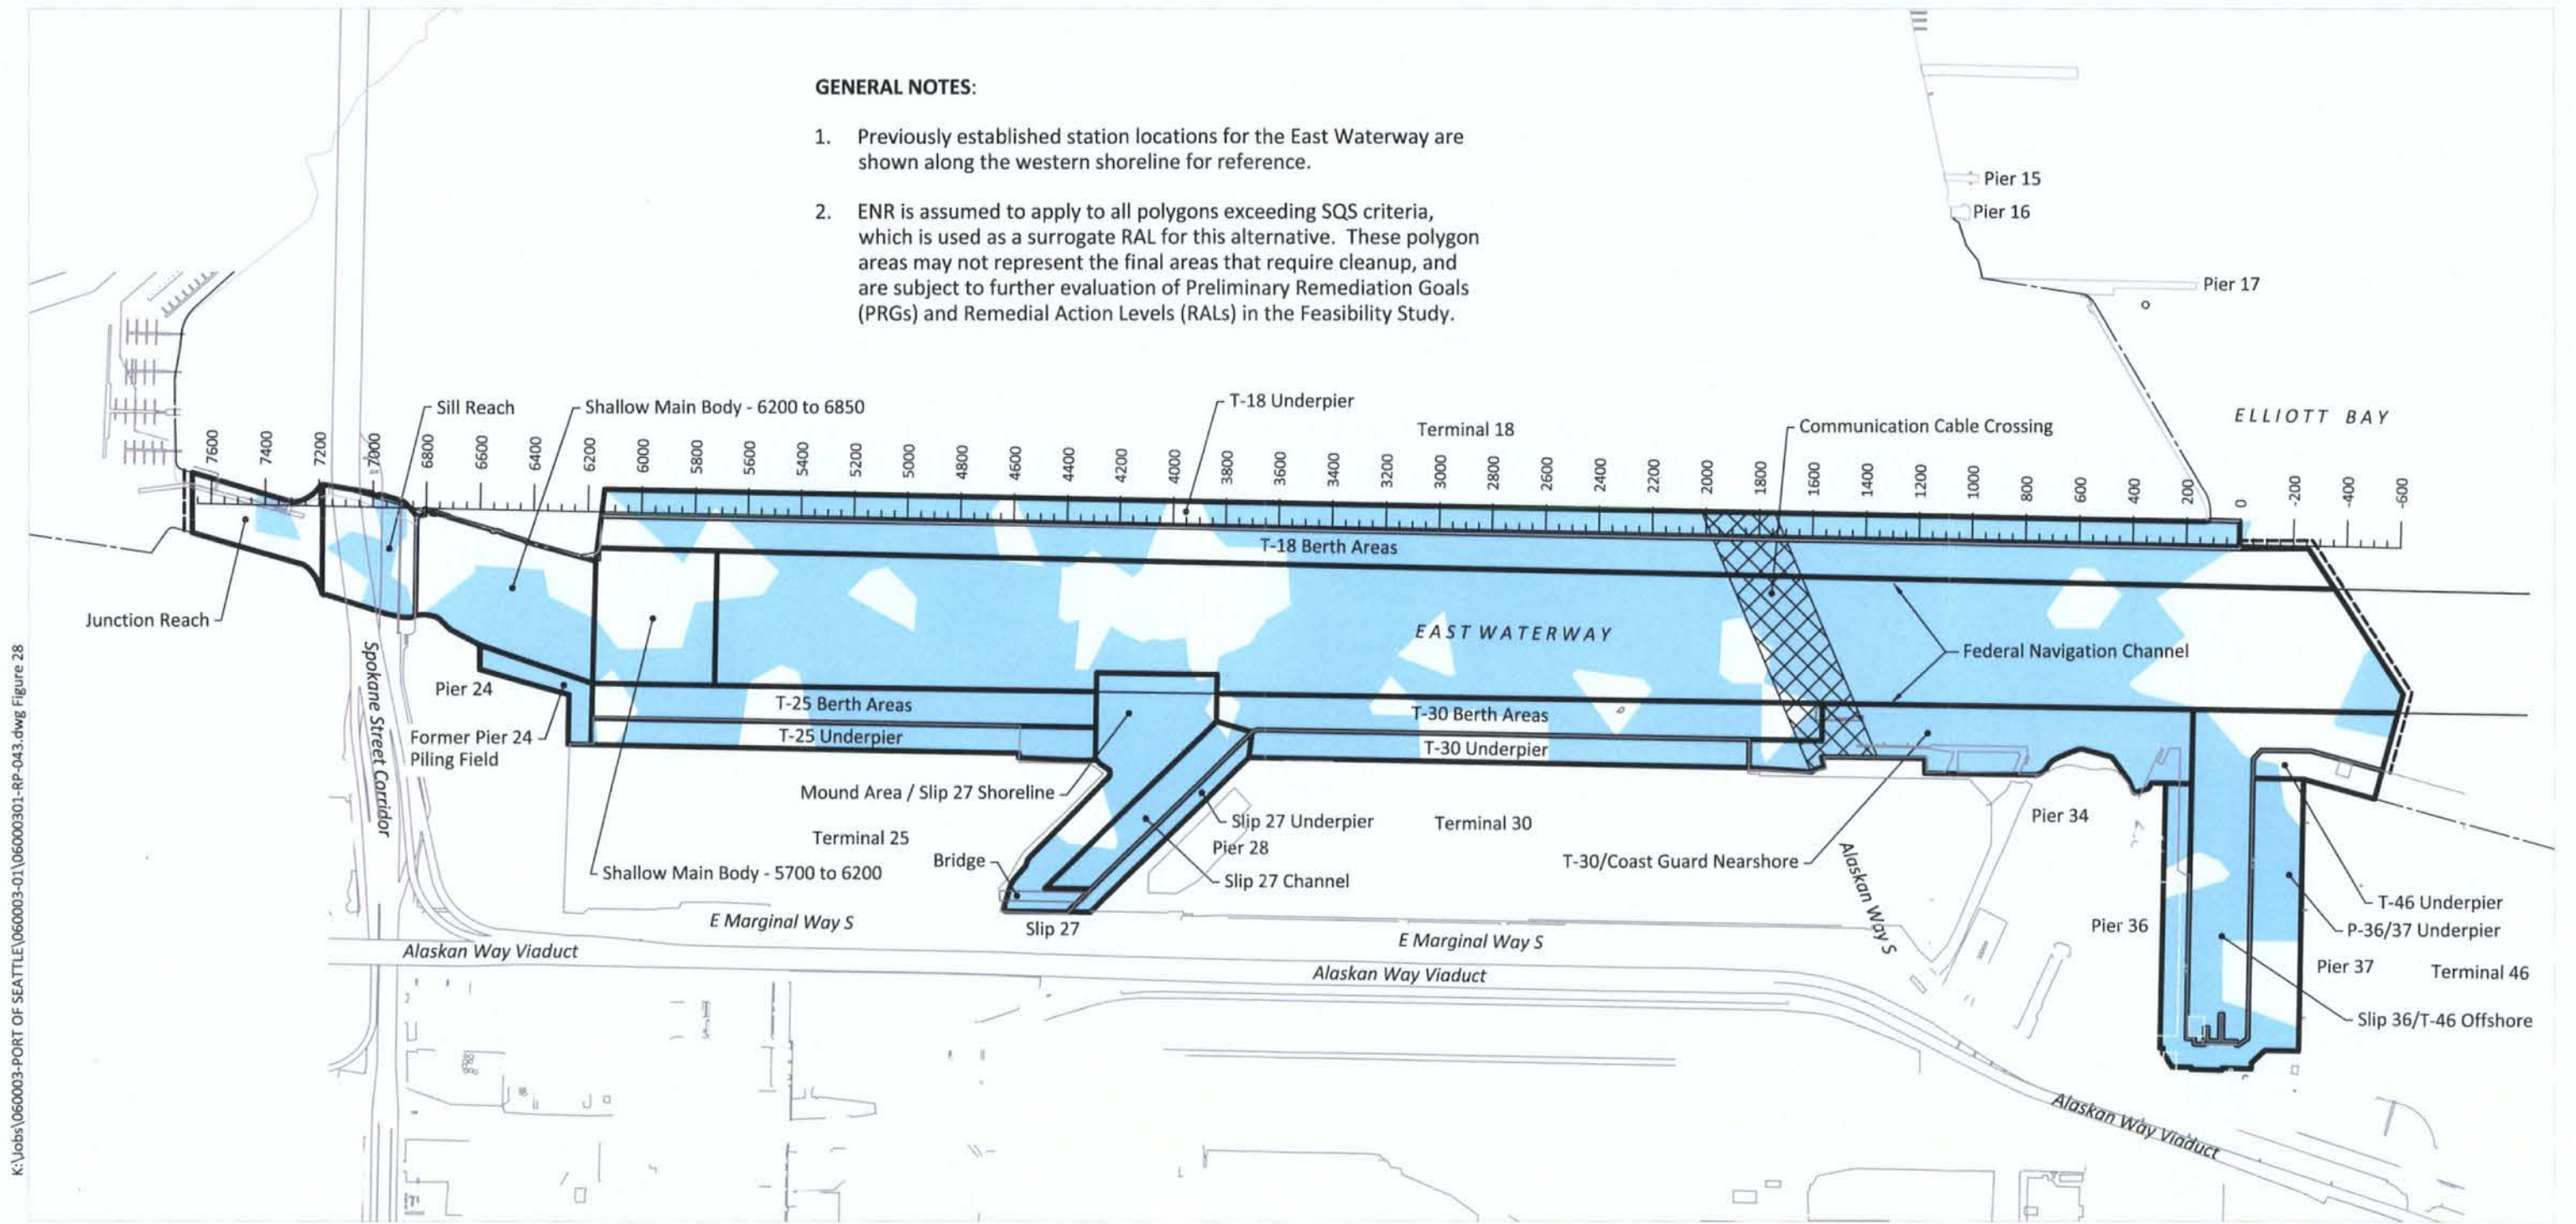 GENERAL NOTES:
1. Previously established station locations for the East Waterway are
shown along the western shoreline for reference.
2. ENR is assumed to apply to all polygons exceeding SQS criteria,
which is used as a surrogate RAL for this alternative. These polygon
areas may not represent the final areas that require cleanup, and
are subject to further evaluation of Preliminary Remediation Goals
(PRGs) and Remedial Action Levels (RALs) in the Feasibility Study.
Pier 15
Pier 16
Pier 17
ELLIOTT BAY
Sill Reach
Shallow Main Body - 6200 to 6850
T-18 Underpier
Terminal 18
Communication Cable Crossing
7600
7400
7200
7000
6800
6600
6400
6200
6000
5800
5600
5400
5200
5000
4800
4600
4400
4200
4000
3800
3600
3400
3200
3000
2800
2600
2400
2200
2000
1800
1600
1400
1200
1000
800
600
400
200
0
-200
-400
-600
T-18 Berth Areas
Junction Reach
EAST WATERWAY
Federal Navigation Channel
Pier 24
T-25 Berth Areas
T-30 Berth Areas
Former Pier 24
Piling Field
T-25 Underpier
T-30 Underpier
Spokane Street Corridor
Mound Area / Slip 27 Shoreline
Terminal 25
Slip 27 Underpier
Pier 28
Terminal 30
Pier 34
Bridge
Shallow Main Body - 5700 to 6200
Slip 27 Channel
T-30/Coast Guard Nearshore
Alaskan Way S
T-46 Underpier
P-36/37 Underpier
Pier 36
Pier 37
Terminal 46
Slip 36/T-46 Offshore
E Marginal Way S
Slip 27
E Marginal Way S
Alaskan Way Viaduct
Alaskan Way Viaduct
Alaskan Way Viaduct
K:\Jobs\060003-PORT OF SEATTLE\060003-01\06000301-RP-043.dwg Figure 28